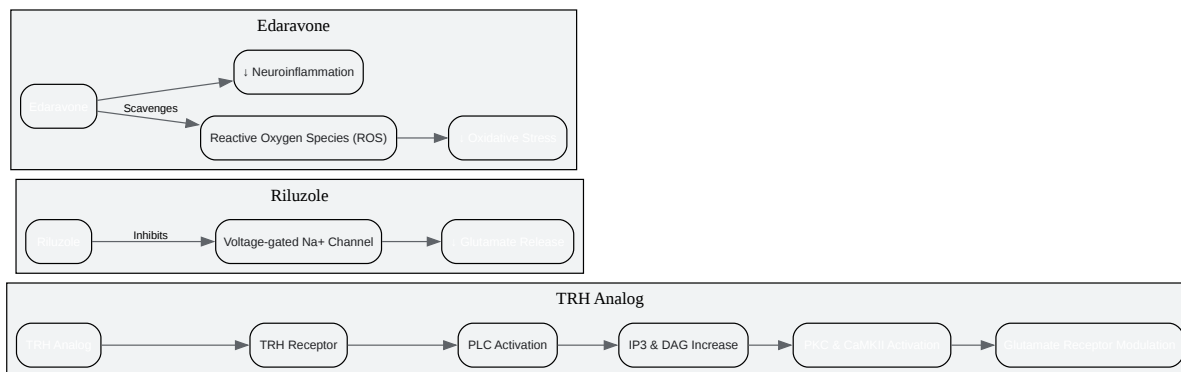 Edaravone
↓ Neuroinflammation
Edaravone
Scavenges
Reactive Oxygen Species (ROS)
↓ Oxidative Stress
Riluzole
Riluzole
Inhibits
Voltage-gated Na+ Channel
↓ Glutamate Release
TRH Analog
TRH Analog
TRH Receptor
PLC Activation
IP3 & DAG Increase
PKC & CaMKII Activation
Glutamate Receptor Modulation